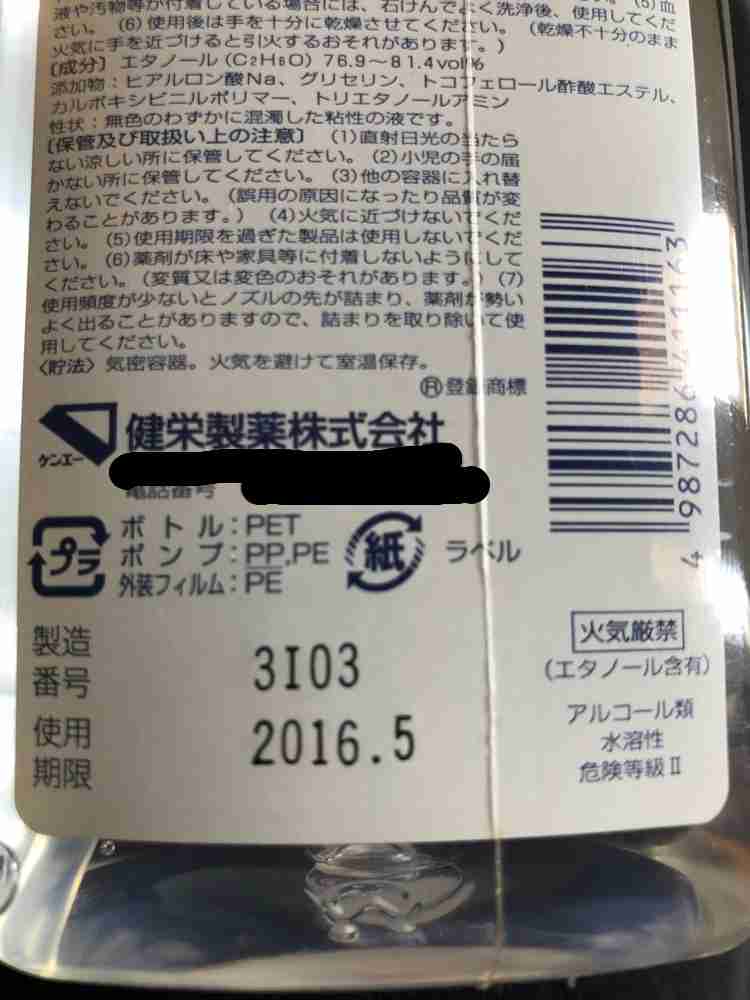 (5)血
液や汚物等が付着している場合には、石けんでよく洗浄後、使用してくだ
さい。(6)使用後は手を十分に乾燥させてください。(乾燥不十分のまま
火気に手を近づけると引火するおそれがあります。)
〔成分〕エタノール(C2H6O) 76.9〜81.4vol%
添加物:ヒアルロン酸Na、グリセリン、トコフェロール酢酸エステル、
カルボキシビニルポリマー、トリエタノールアミン
性状:無色のわずかに混濁した粘性の液です。
〔保管及び取扱い上の注意〕(1)直射日光の当たら
ない涼しい所に保管してください。(2)小児の手の届
かない所に保管してください。(3)他の容器に入れ替
えないでください。(誤用の原因になったり品質が変
わることがあります。)(4)火気に近づけないでくだ
さい。(5)使用期限を過ぎた製品は使用しないでくだ
さい。(6)薬剤が床や家具等に付着しないようにして
ください。(変質又は変色のおそれがあります。)(7)
使用頻度が少ないとノズルの先が詰まり、薬剤が勢い
よく出ることがありますので、詰まりを取り除いて使
用してください。
〈貯法〉気密容器。火気を避けて室温保存。
®登録商標
ケンエー
健栄製薬株式会社
電話番号
プラ
ボトル:PET
ポンプ:PP,PE
外装フィルム:PE
紙
ラベル
4 987286 411163
製造
番号
3I03
使用
期限
2016.5
火気厳禁
(エタノール含有)
アルコール類
水溶性
危険等級Ⅱ